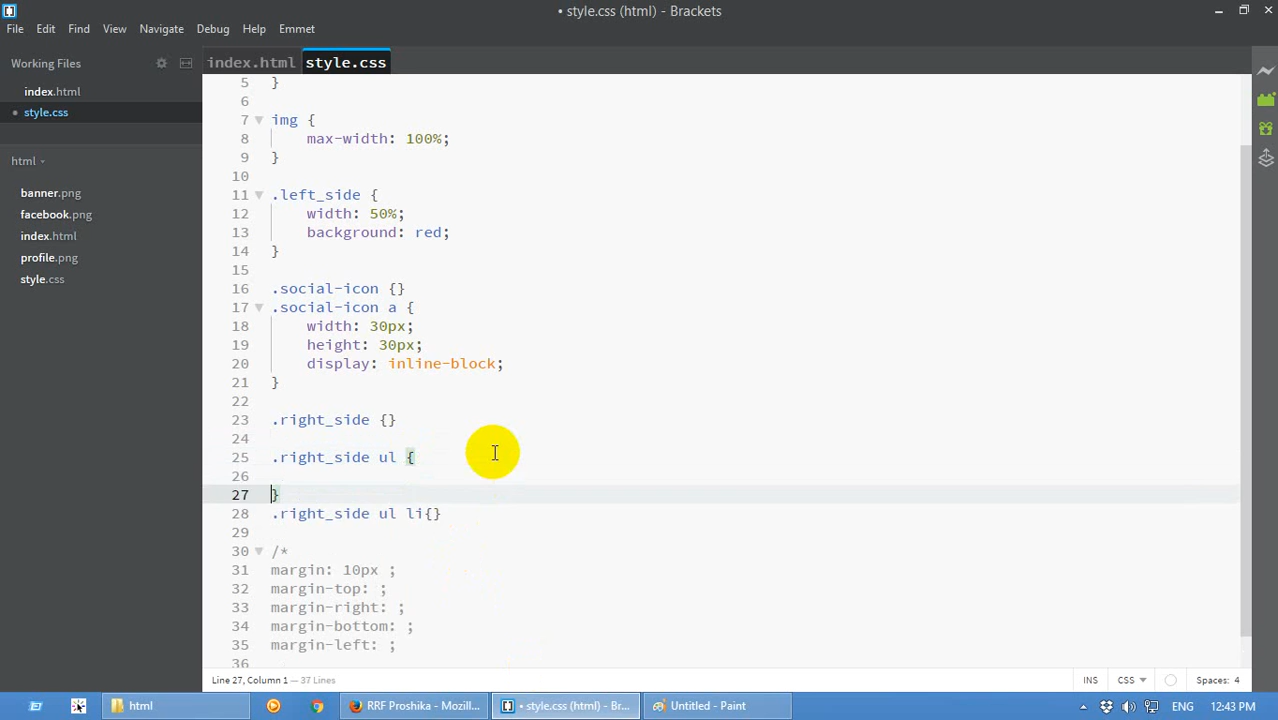 • style.css (html) - Brackets
File Edit Find View Navigate Debug Help Emmet
Working Files
index.html
style.css
html
banner.png
facebook.png
index.html
profile.png
style.css
index.html style.css
5 }
6
7 img {
8 max-width: 100%;
9 }
10
11 .left_side {
12 width: 50%;
13 background: red;
14 }
15
16 .social-icon {}
17 .social-icon a {
18 width: 30px;
19 height: 30px;
20 display: inline-block;
21 }
22
23 .right_side {}
24
25 .right_side ul {
26
27 }
28 .right_side ul li{}
29
30 /*
31 margin: 10px ;
32 margin-top: ;
33 margin-right: ;
34 margin-bottom: ;
35 margin-left: ;
36
Line 27, Column 1 — 37 Lines
INS CSS Spaces: 4
html
RRF Proshika - Mozill...
• style.css (html) - Br...
Untitled - Paint
12:43 PM